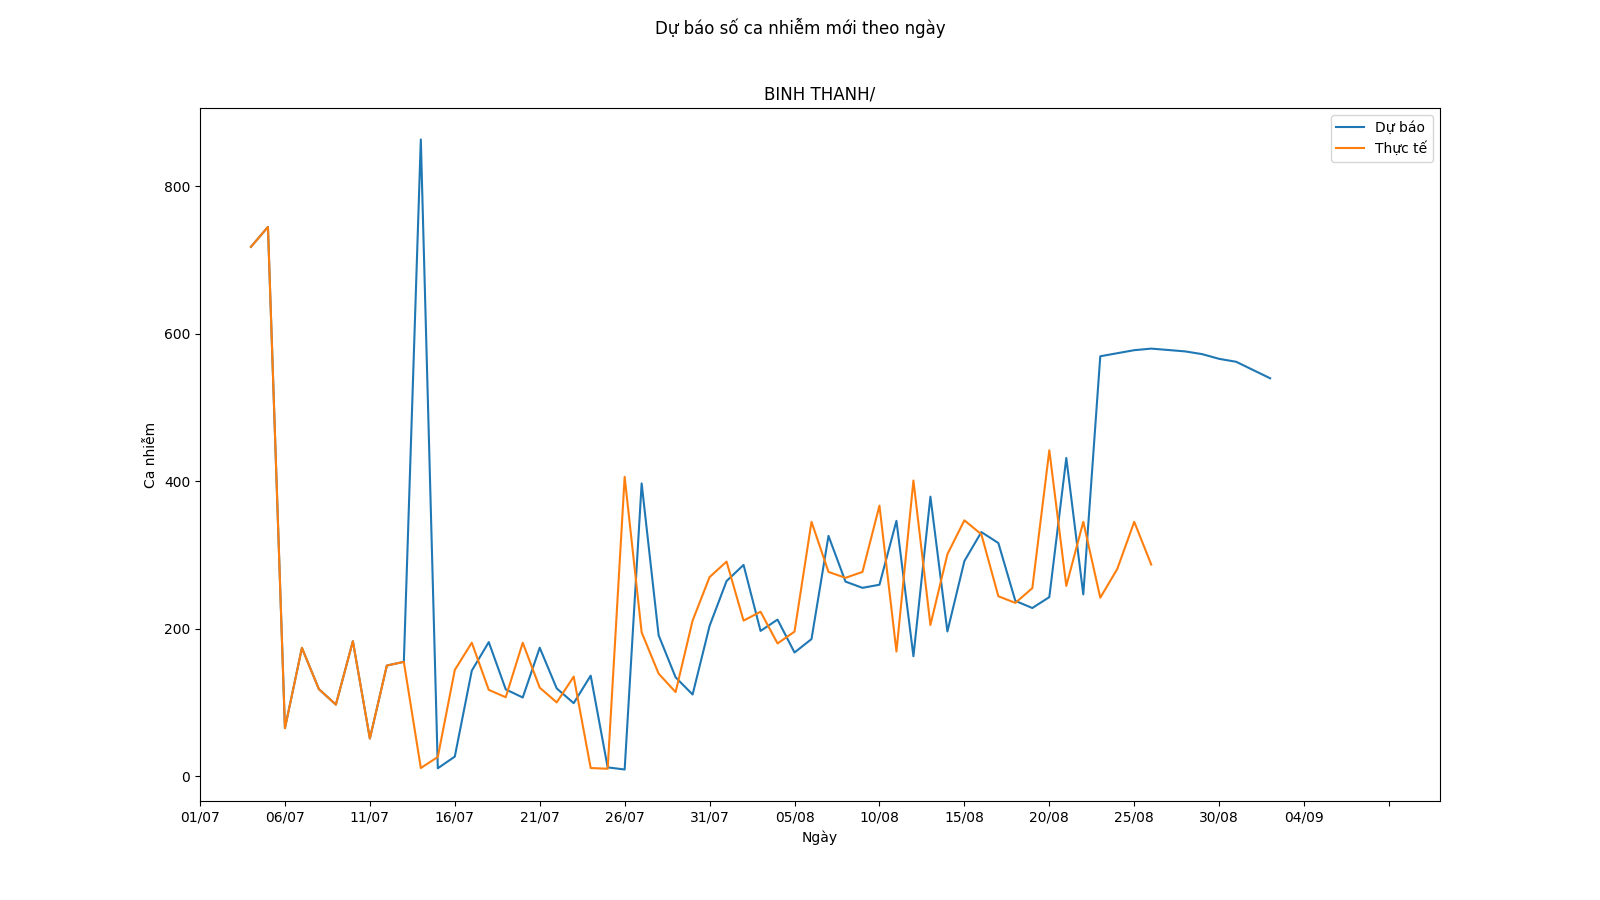 Dự báo số ca nhiễm mới theo ngày
BINH THANH/
Dự báo
Thực tế
800
600
400
200
0
Ca nhiễm
01/07 06/07 11/07 16/07 21/07 26/07 31/07 05/08 10/08 15/08 20/08 25/08 30/08 04/09
Ngày